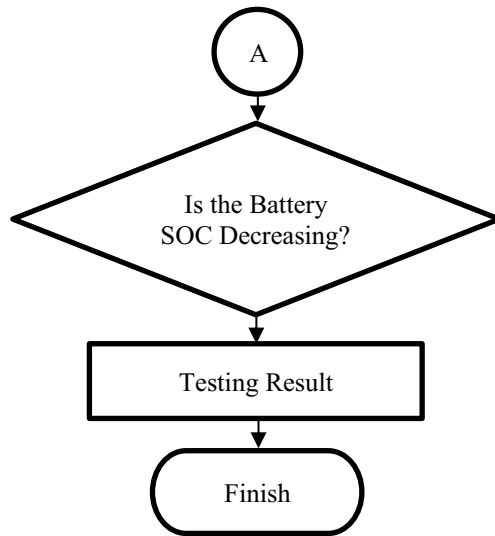 A
Is the Battery
SOC Decreasing?
Testing Result
Finish